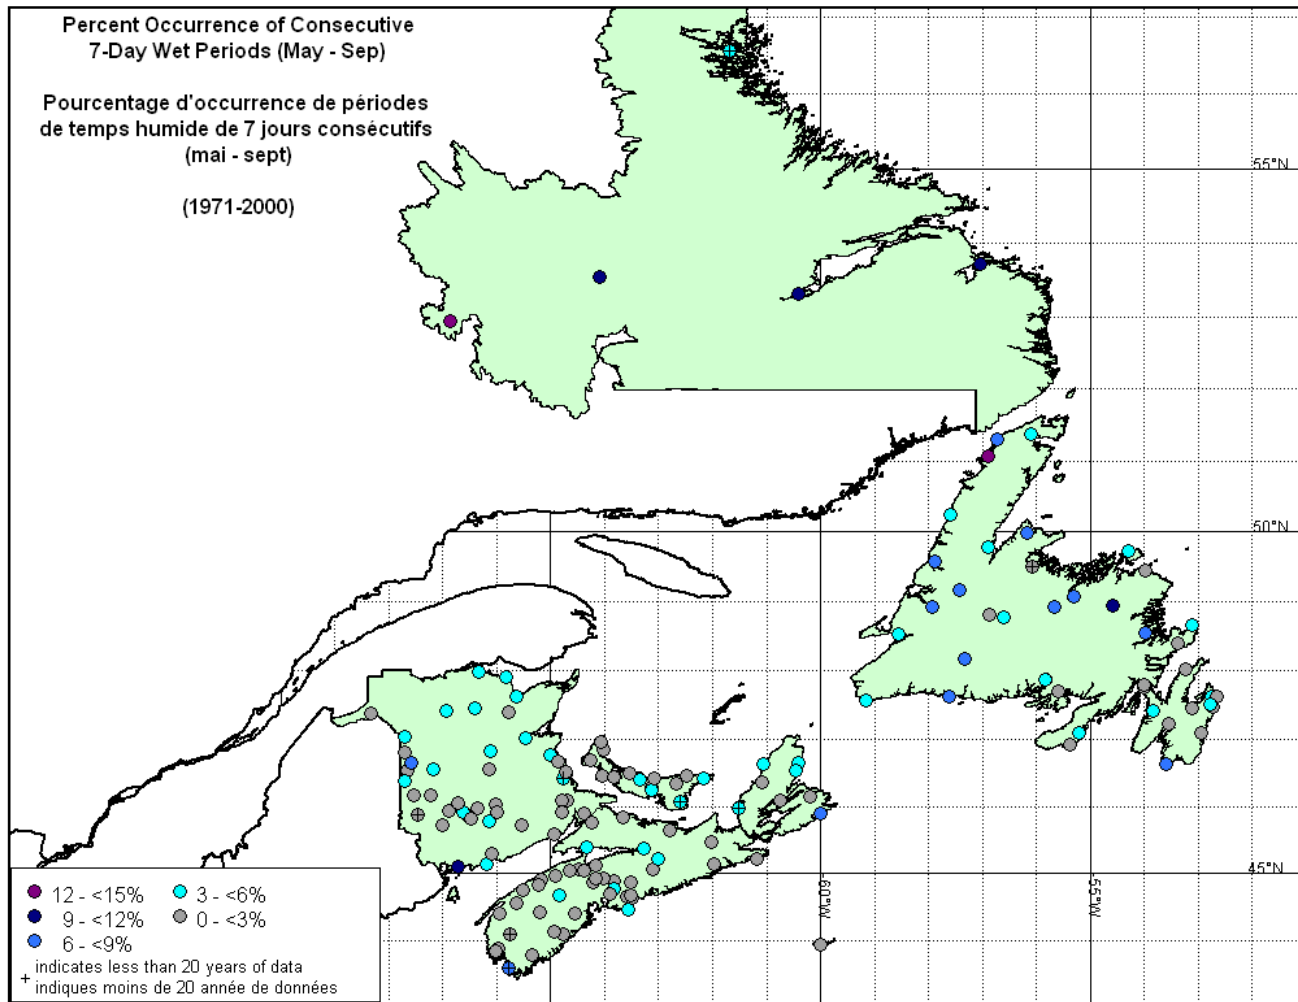 Percent Occurrence of Consecutive
7-Day Wet Periods (May - Sep)
Pourcentage d'occurrence de périodes
de temps humide de 7 jours consécutifs
(mai - sept)
(1971-2000)
55°N
50°N
45°N
60°W
55°W
12 - <15%
3 - <6%
9 - <12%
0 - <3%
6 - <9%
+ indicates less than 20 years of data
indiques moins de 20 année de données